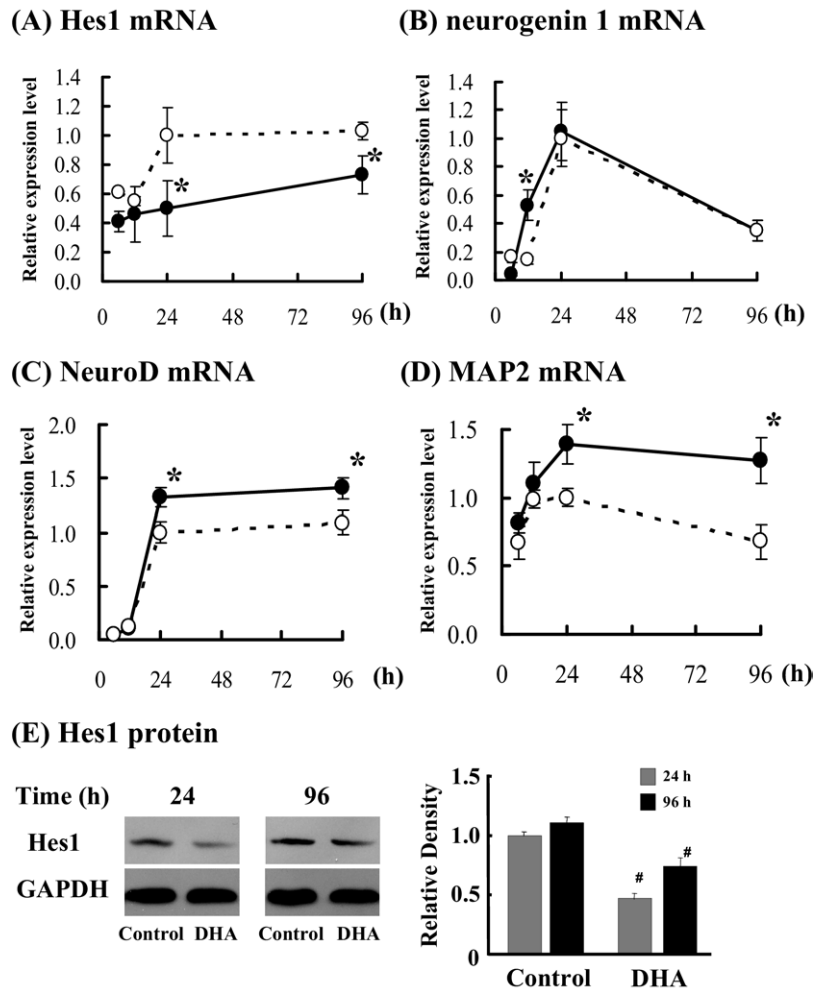 (A) Hes1 mRNA
(B) neurogenin 1 mRNA
Relative expression level
1.4
1.2
1.0
0.8
0.6
0.4
0.2
0.0
*
*
0 24 48 72 96 (h)
Relative expression level
1.4
1.2
1.0
0.8
0.6
0.4
0.2
0.0
*
0 24 48 72 96 (h)
(C) NeuroD mRNA
(D) MAP2 mRNA
Relative expression level
2.0
1.5
1.0
0.5
0.0
*
*
0 24 48 72 96 (h)
Relative expression level
1.5
1.0
0.5
0.0
*
*
0 24 48 72 96 (h)
(E) Hes1 protein
Time (h) 24 96
Hes1
GAPDH
Control DHA Control DHA
Relative Density
1.5
1.0
0.5
0
24 h
96 h
#
#
Control DHA